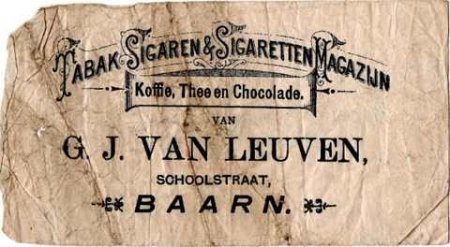 Tabak Sigaren & Sigaretten Magazijn
Koffie, Thee en Chocolade.
VAN
G. J. VAN LEUVEN,
SCHOOLSTRAAT,
BAARN.